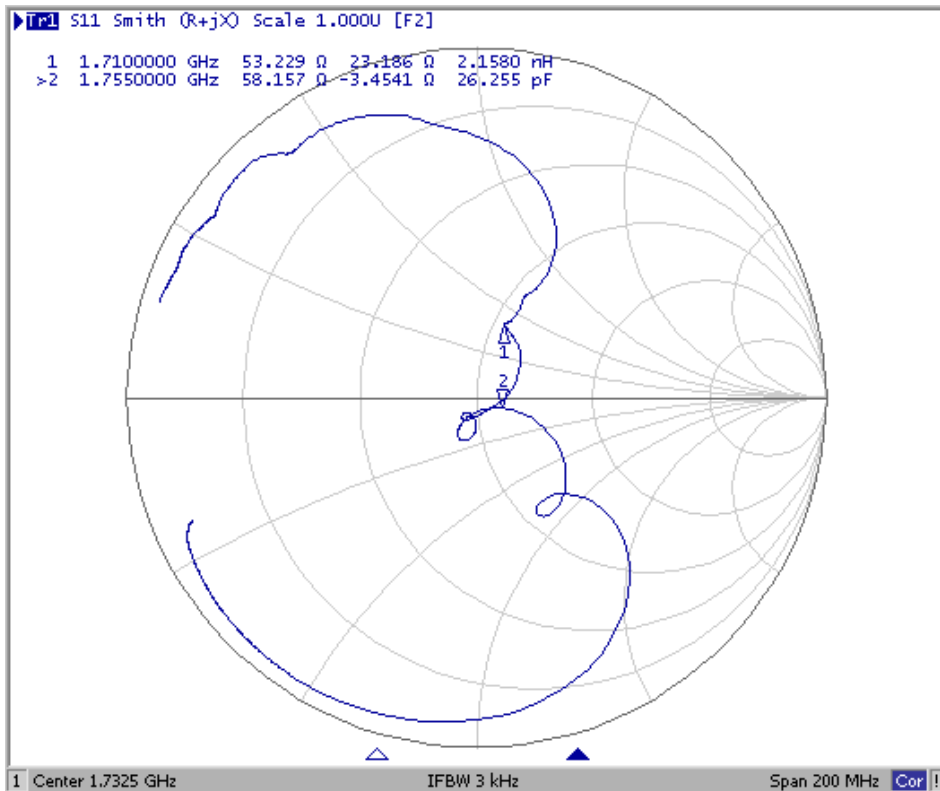 Tr1 S11 Smith (R+jX) Scale 1.000U [F2]
1 1.7100000 GHz 53.229 Ω 23.186 Ω 2.1580 nH
>2 1.7550000 GHz 58.157 Ω -3.4541 Ω 26.255 pF
1
2
1 Center 1.7325 GHz IFBW 3 kHz Span 200 MHz Cor !